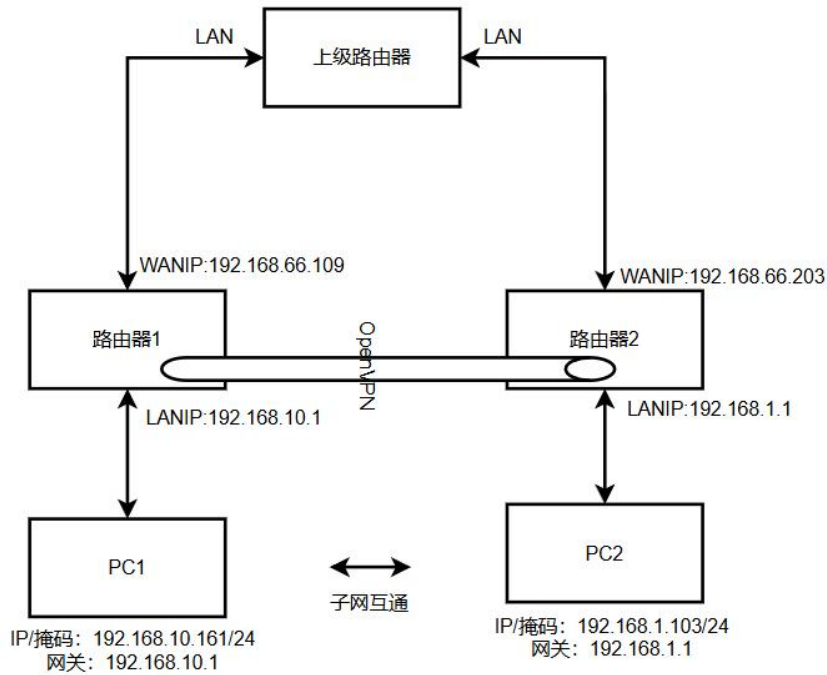 LAN
上级路由器
LAN
WANIP:192.168.66.109
WANIP:192.168.66.203
路由器1
OpenVPN
路由器2
LANIP:192.168.10.1
LANIP:192.168.1.1
PC1
PC2
子网互通
IP/掩码：192.168.10.161/24
网关：192.168.10.1
IP/掩码：192.168.1.103/24
网关：192.168.1.1